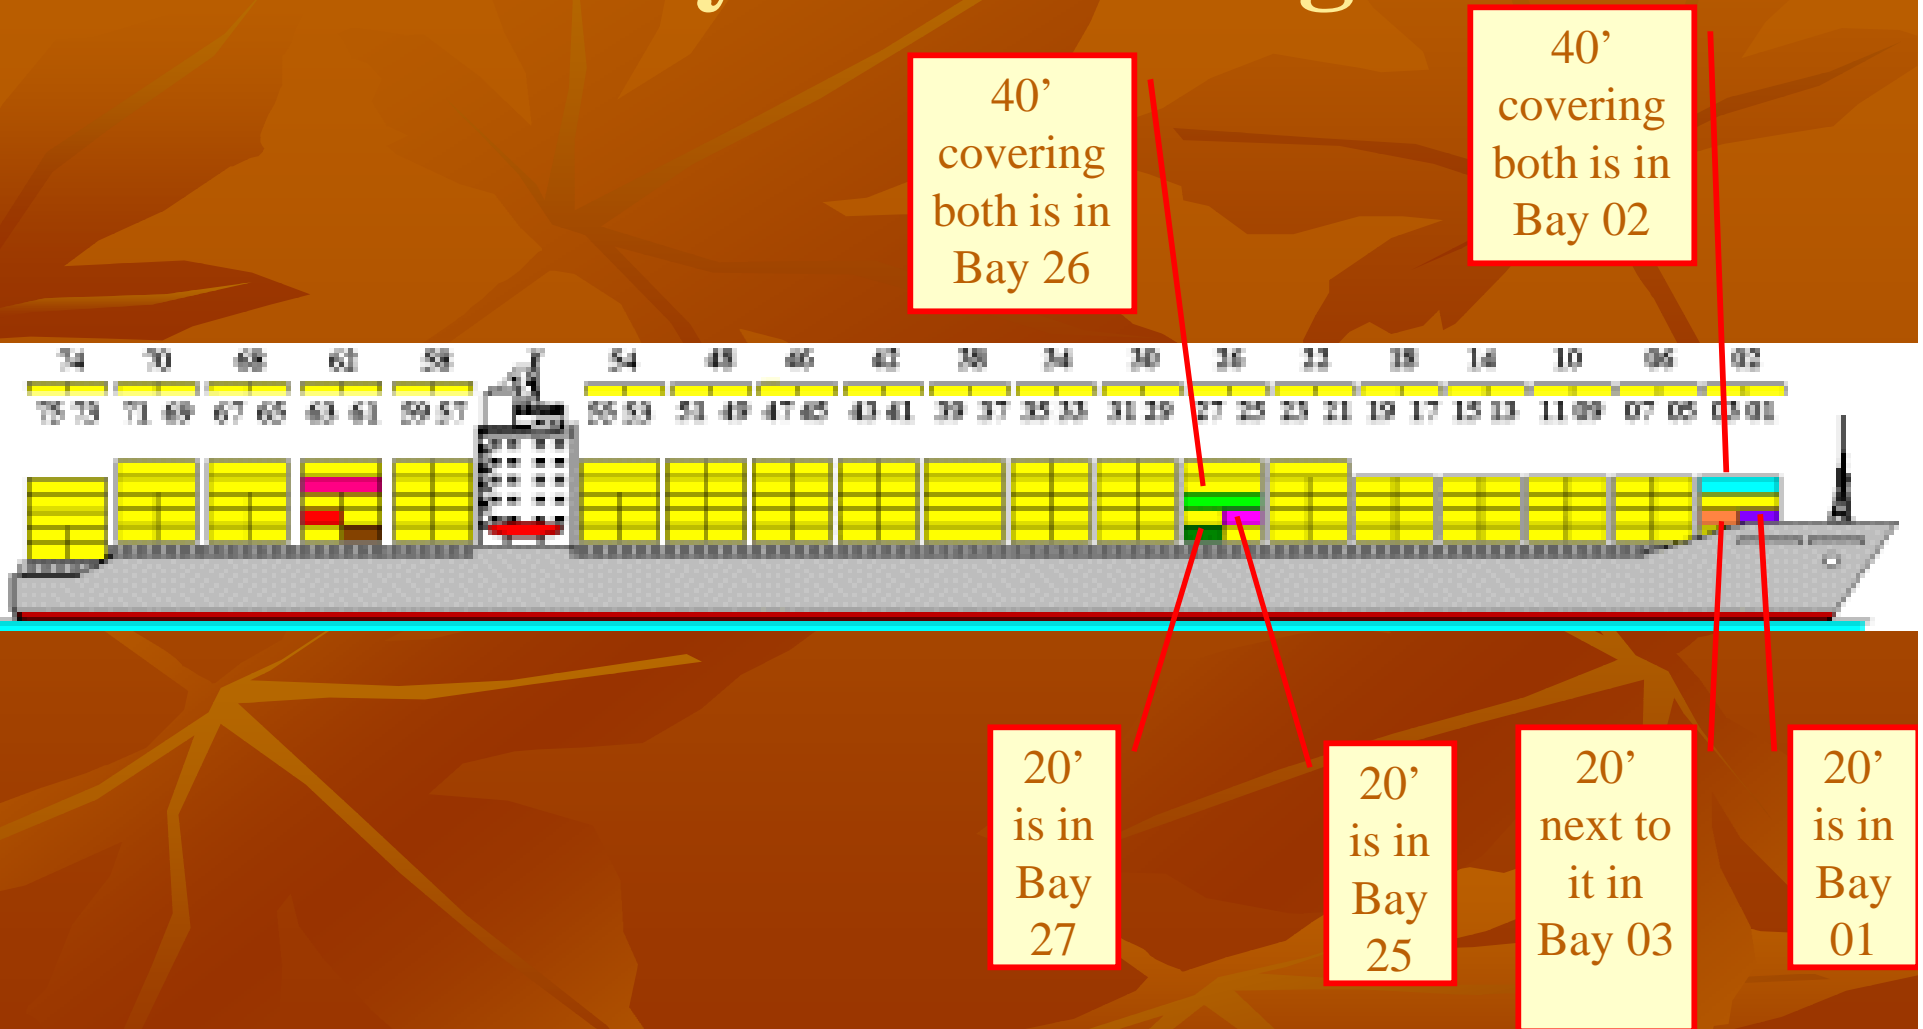 40’
covering
both is in
Bay 02
40’
covering
both is in
Bay 26
74 70 68 62 58 54 48 46 42 38 34 30 26 22 18 14 10 06 02
75 73 71 69 67 65 63 61 59 57 55 53 51 49 47 45 43 41 39 37 35 33 31 29 27 25 23 21 19 17 15 13 11 09 07 05 03 01
20’
is in
Bay
27
20’
is in
Bay
25
20’
next to
it in
Bay 03
20’
is in
Bay
01